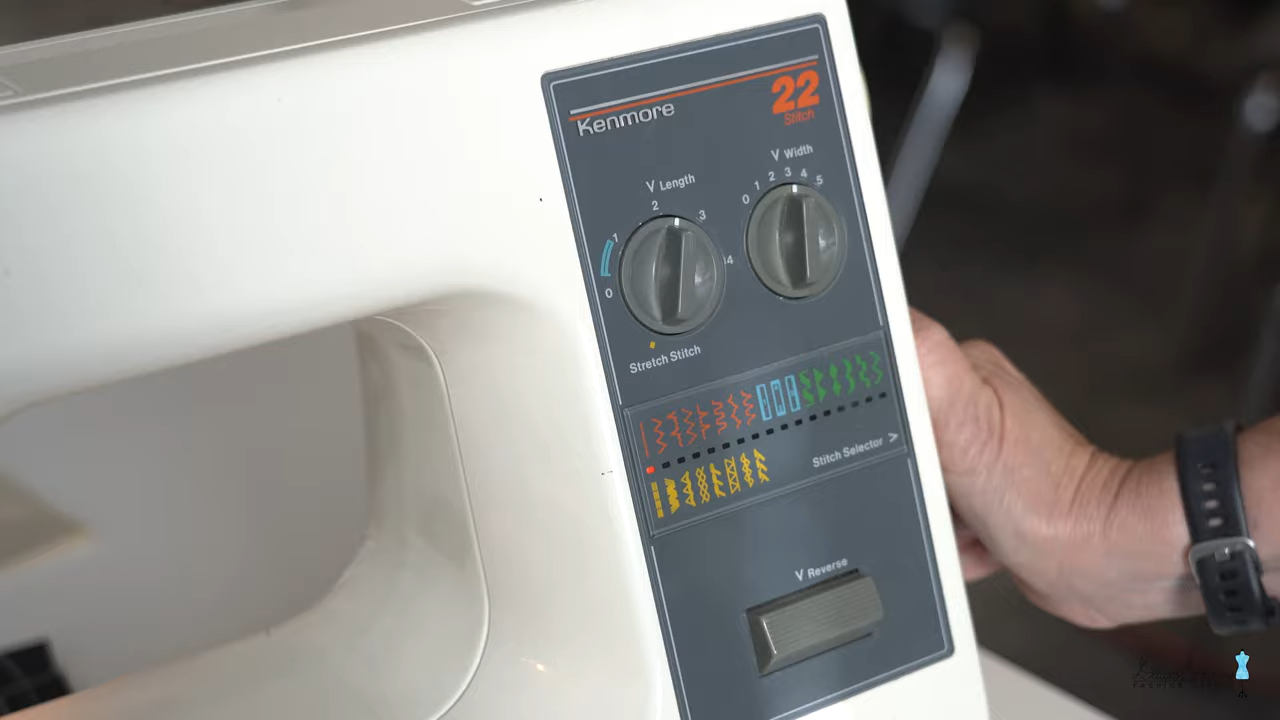 Kenmore
22
Stitch
V Length
0 1 2 3 4
V Width
0 1 2 3 4 5
Stretch Stitch
Stitch Selector >
V Reverse